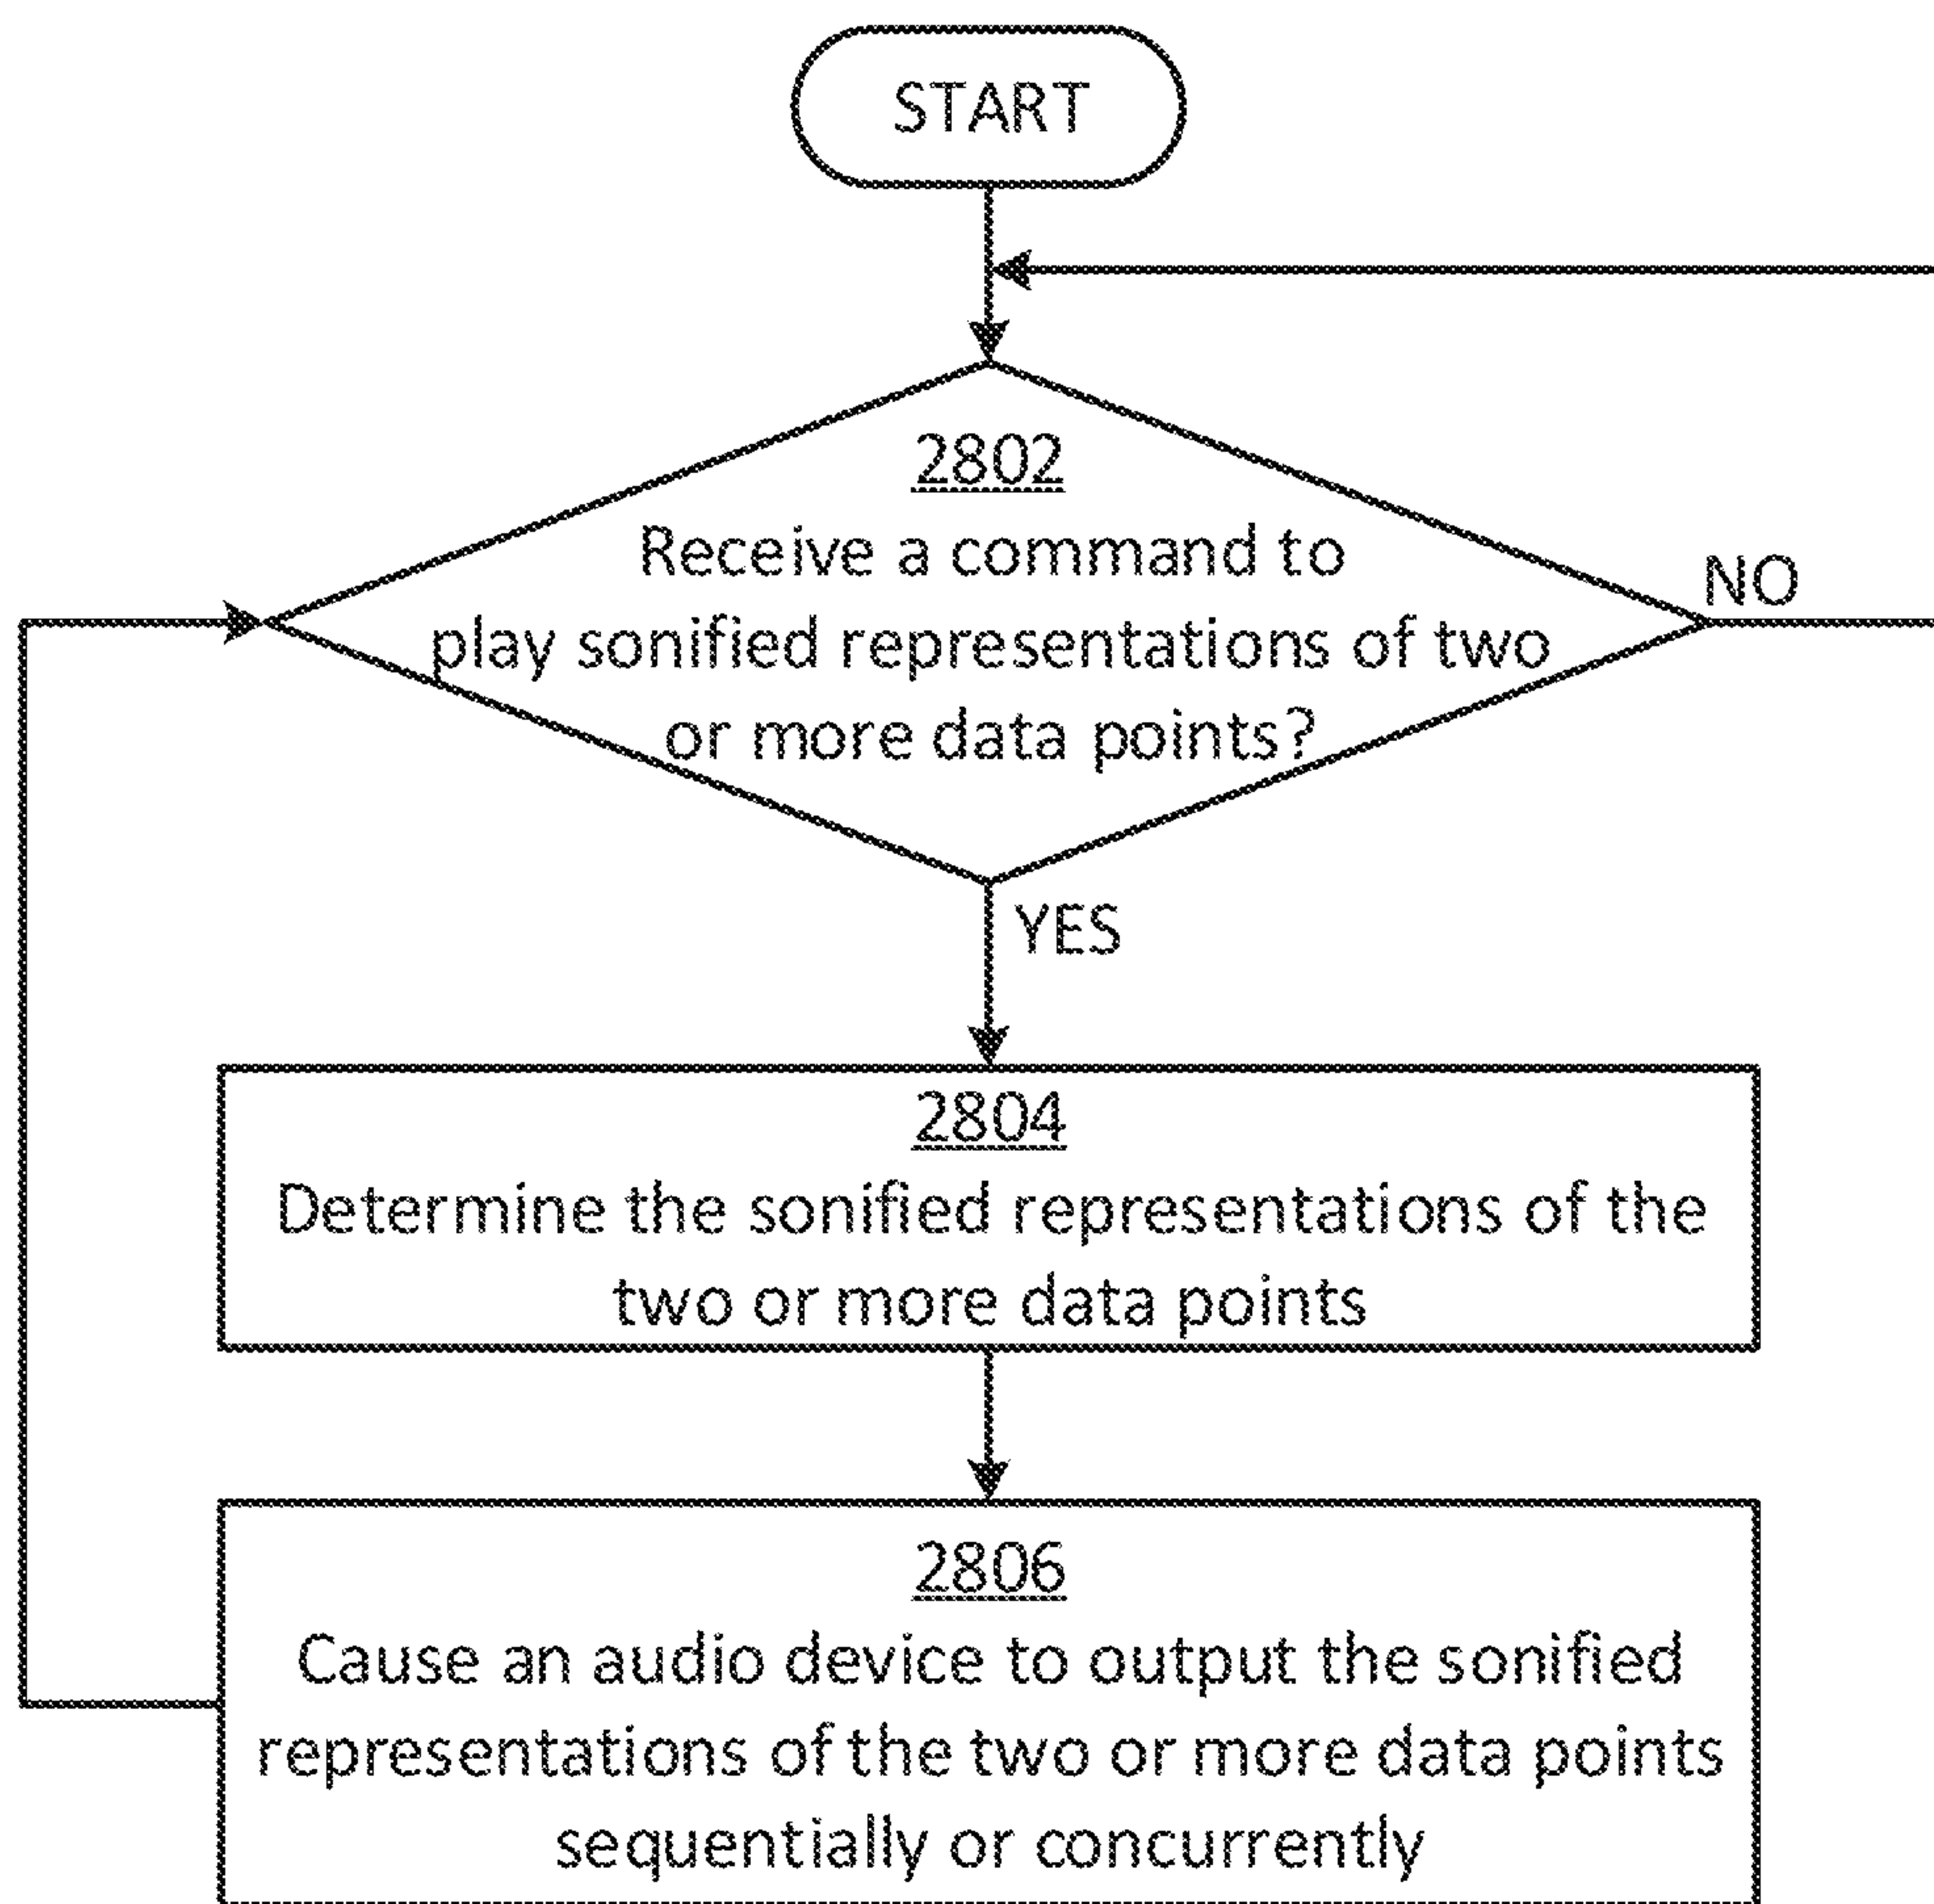 START
2802
Receive a command to
play sonified representations of two
or more data points?
NO
YES
2804
Determine the sonified representations of the
two or more data points
2806
Cause an audio device to output the sonified
representations of the two or more data points
sequentially or concurrently